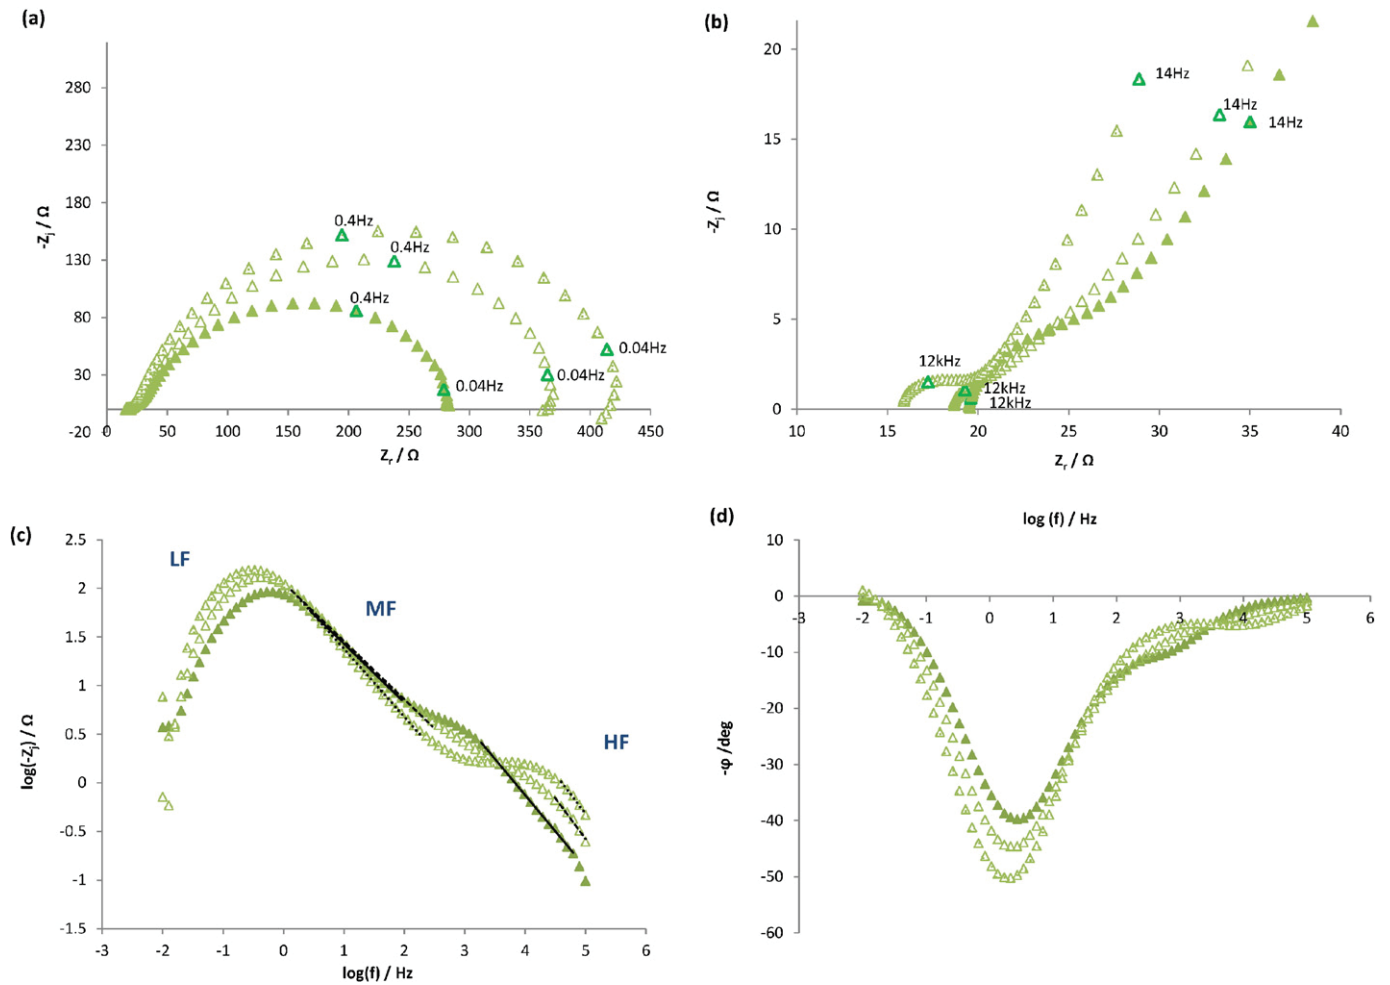 (a)
280
230
180
130
80
30
-20
-Zj / Ω
0.4Hz
0.4Hz
0.4Hz
0.04Hz
0.04Hz
0.04Hz
0 50 100 150 200 250 300 350 400 450
Zr / Ω
(b)
20
15
10
5
0
-Zj / Ω
14Hz
14Hz
14Hz
12kHz
12kHz
12kHz
10 15 20 25 30 35 40
Zr / Ω
(c)
2.5
2
1.5
1
0.5
0
-0.5
-1
-1.5
log(-Zj) / Ω
LF
MF
HF
-3 -2 -1 0 1 2 3 4 5 6
log(f) / Hz
(d)
log (f) / Hz
10
0
-10
-20
-30
-40
-50
-60
-φ /deg
-3 -2 -1 0 1 2 3 4 5 6